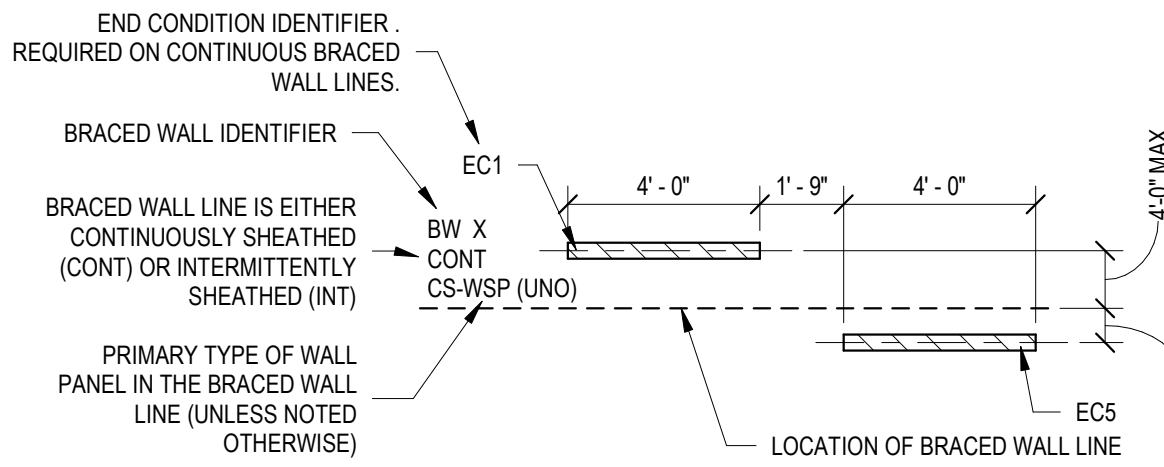 END CONDITION IDENTIFIER .
REQUIRED ON CONTINUOUS BRACED
WALL LINES.
BRACED WALL IDENTIFIER
EC1
4' - 0"
1' - 9"
4' - 0"
4'-0" MAX
BRACED WALL LINE IS EITHER
CONTINUOUSLY SHEATHED
(CONT) OR INTERMITTENTLY
SHEATHED (INT)
BW X
CONT
CS-WSP (UNO)
PRIMARY TYPE OF WALL
PANEL IN THE BRACED WALL
LINE (UNLESS NOTED
OTHERWISE)
EC5
LOCATION OF BRACED WALL LINE